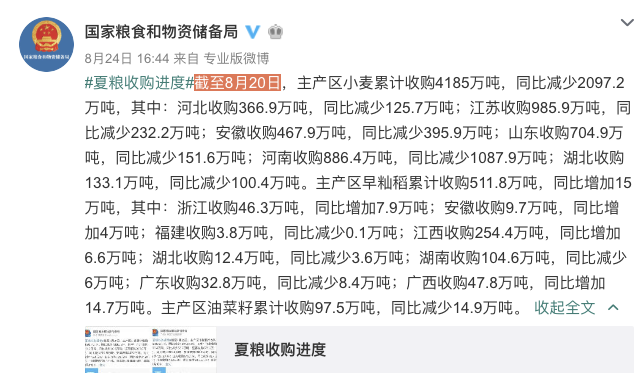 国家粮食和物资储备局
8月24日 16:44 来自 专业版微博
#夏粮收购进度#截至8月20日，主产区小麦累计收购4185万吨，同比减少2097.2
万吨，其中：河北收购366.9万吨，同比减少125.7万吨；江苏收购985.9万吨，同
比减少232.2万吨；安徽收购467.9万吨，同比减少395.9万吨；山东收购704.9万
吨，同比减少151.6万吨；河南收购886.4万吨，同比减少1087.9万吨；湖北收购
133.1万吨，同比减少100.4万吨。主产区早籼稻累计收购511.8万吨，同比增加15
万吨，其中：浙江收购46.3万吨，同比增加7.9万吨；安徽收购9.7万吨，同比增
加4万吨；福建收购3.8万吨，同比减少0.1万吨；江西收购254.4万吨，同比增加
6.6万吨；湖北收购12.4万吨，同比减少3.6万吨；湖南收购104.6万吨，同比减少
6万吨；广东收购32.8万吨，同比减少8.4万吨；广西收购47.8万吨，同比增加
14.7万吨。主产区油菜籽累计收购97.5万吨，同比减少14.9万吨。 收起全文
夏粮收购进度